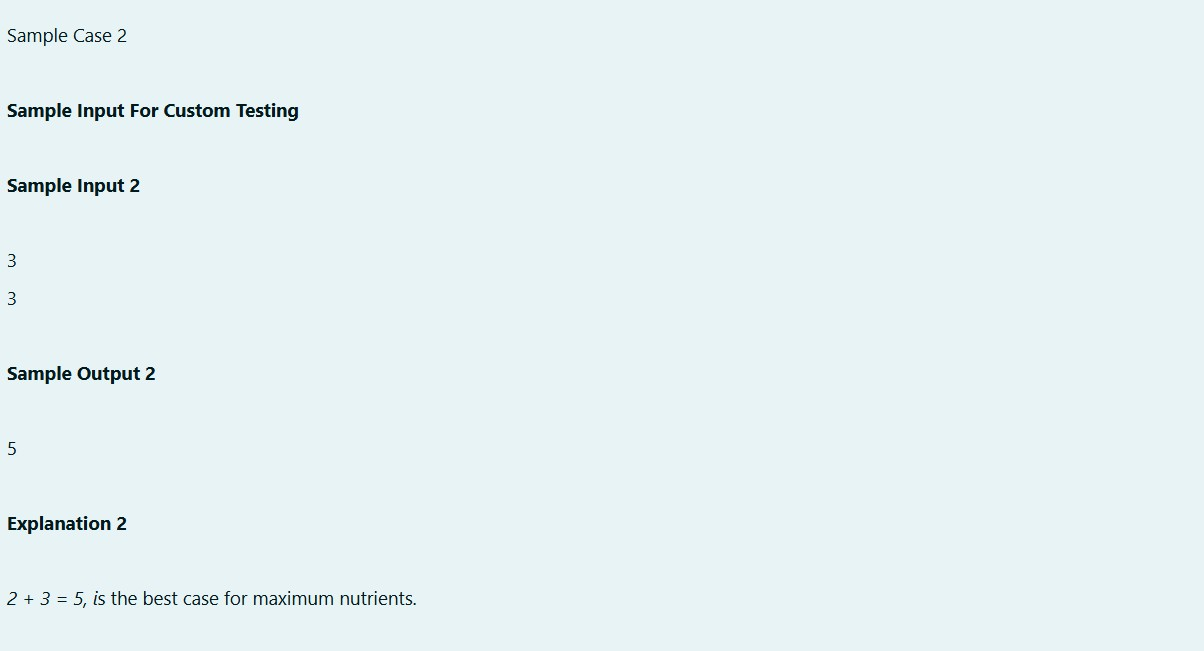 Sample Case 2
Sample Input For Custom Testing
Sample Input 2
3
3
Sample Output 2
5
Explanation 2
2 + 3 = 5, is the best case for maximum nutrients.